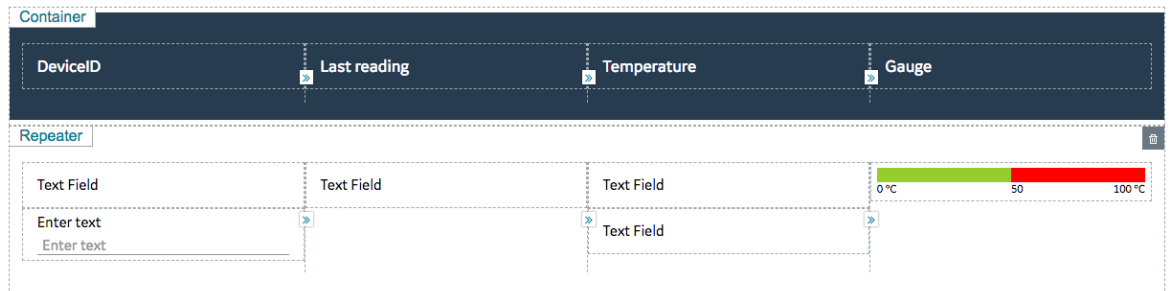 Container
DeviceID Last reading Temperature Gauge
Repeater
Text Field Text Field Text Field
0 °C 50 100 °C
Enter text
Text Field
Enter text